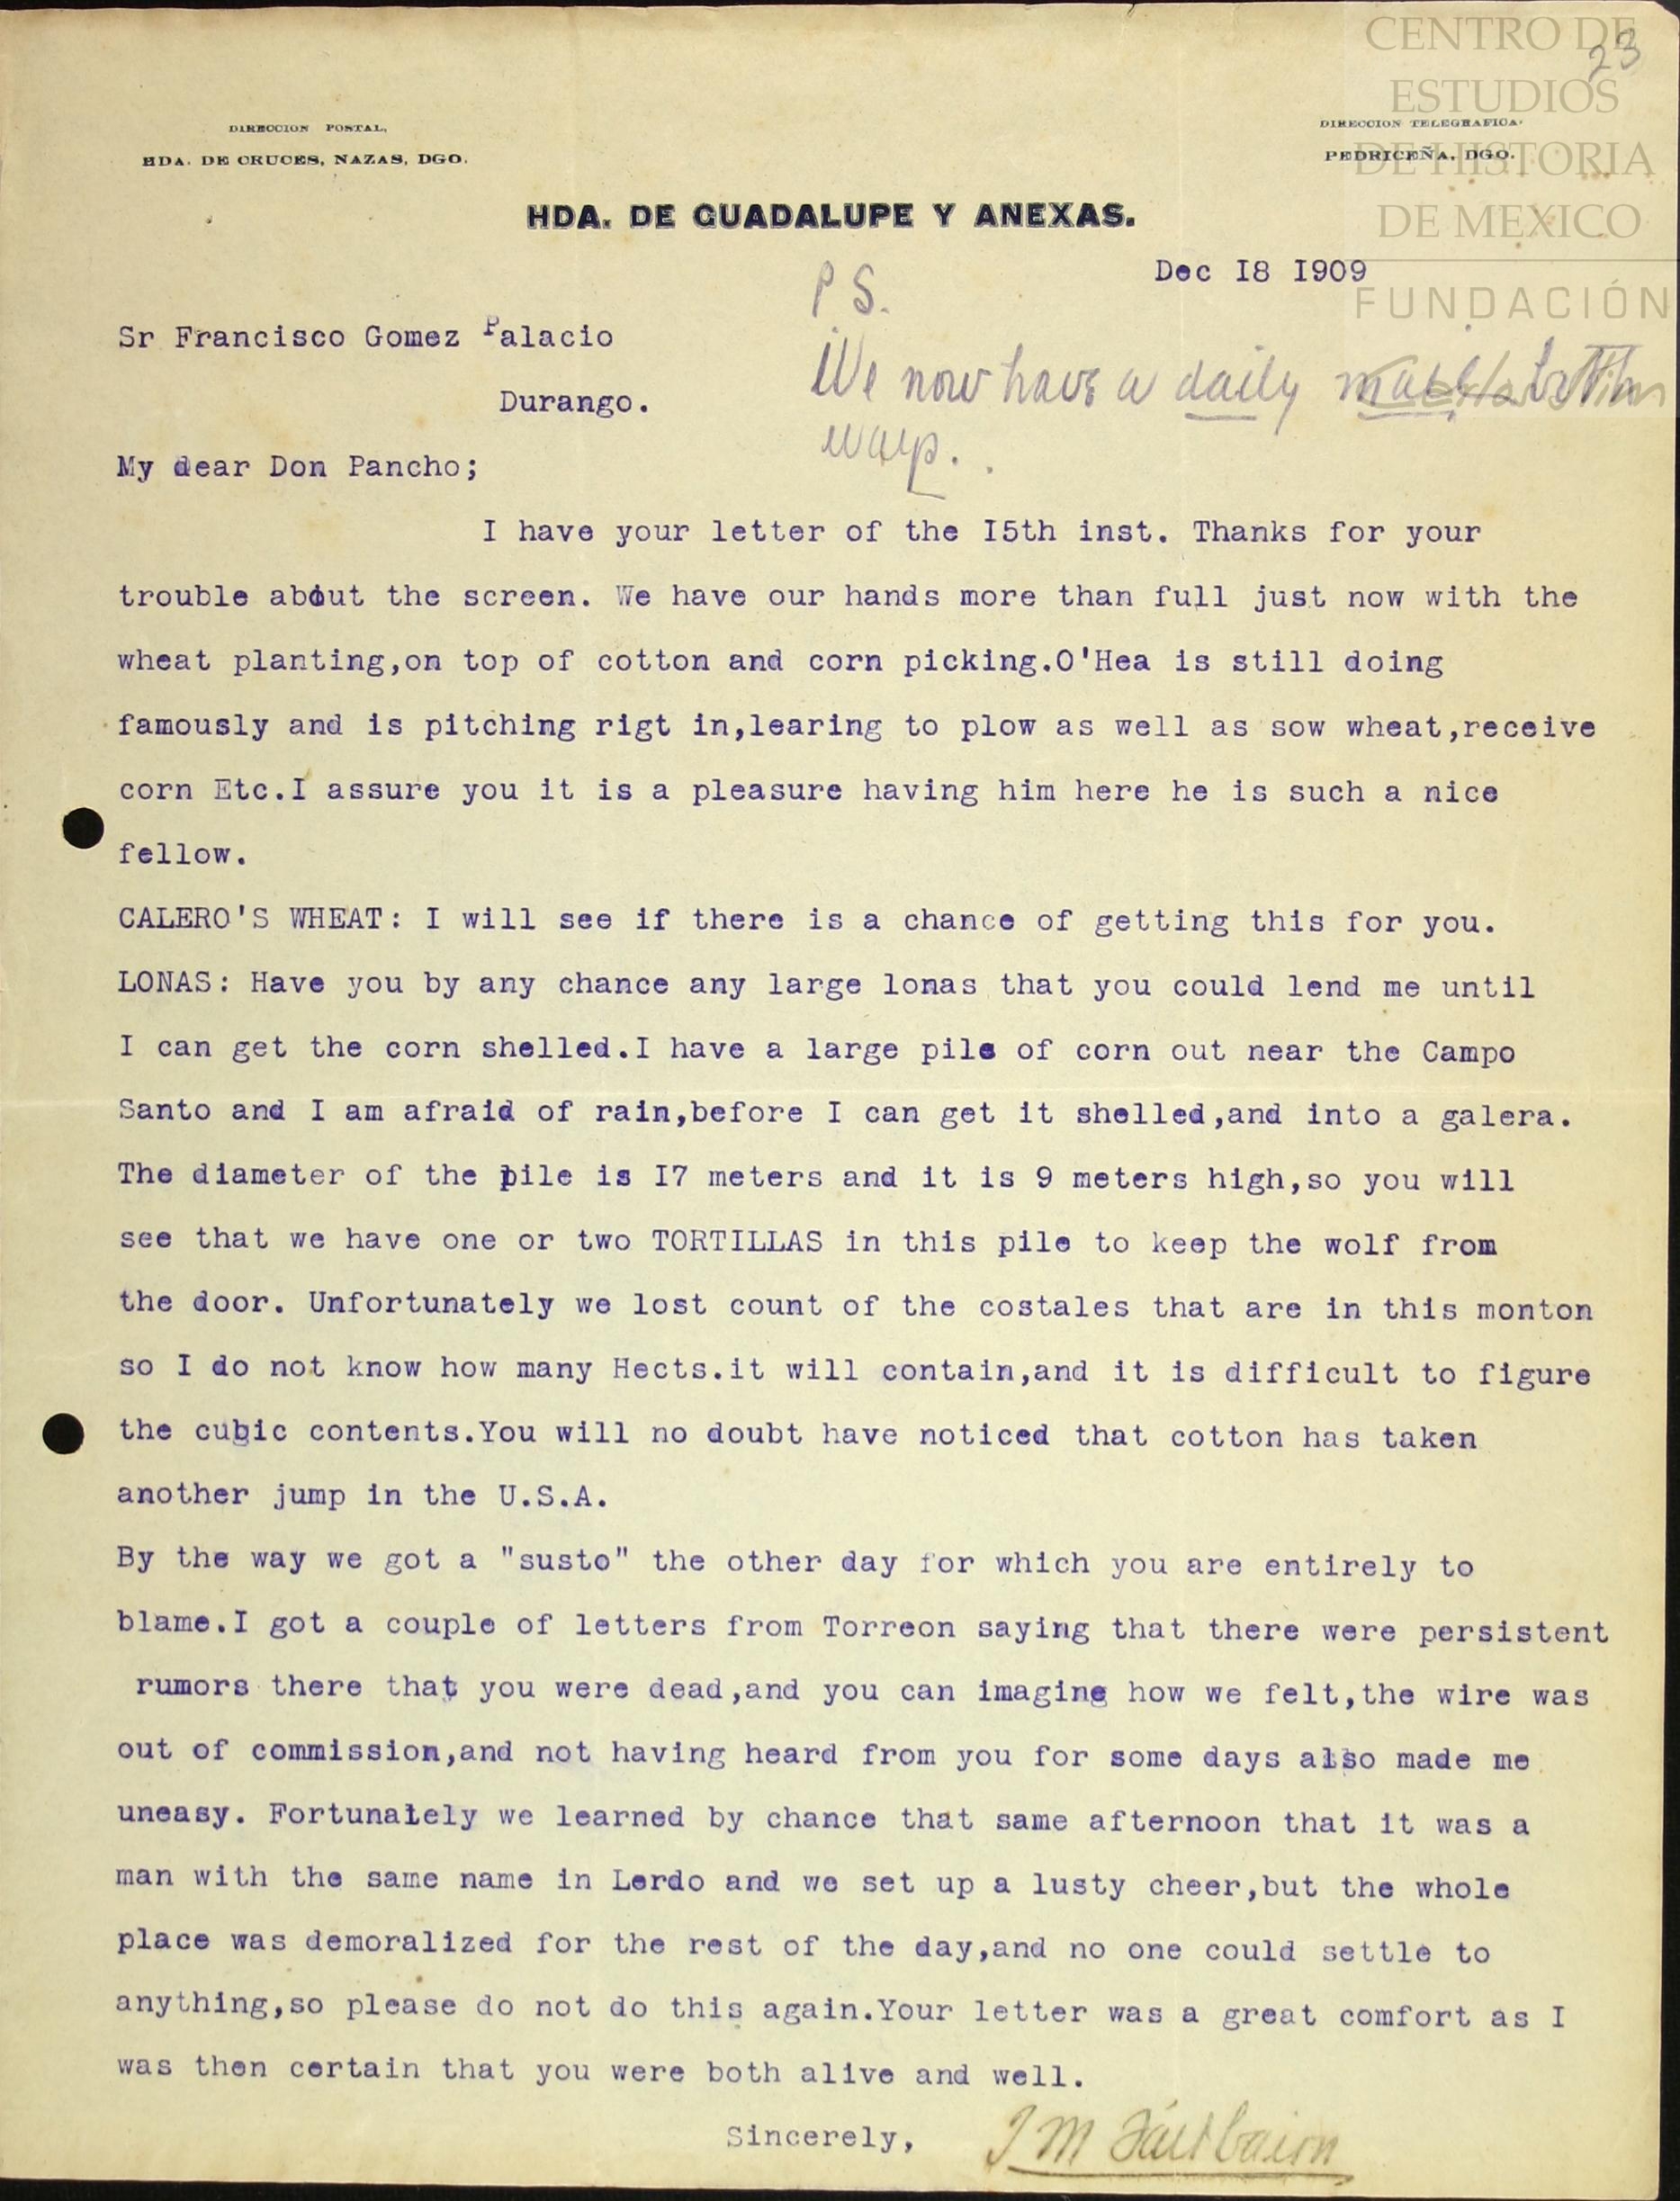 CENTRO DE
ESTUDIOS
DE HISTORIA
DE MEXICO
FUNDACIÓN
23
DIRECCION POSTAL,
HDA. DE CRUCES, NAZAS, DGO.
DIRECCION TELEGRAFICA.
PEDRICEÑA, DGO.
HDA. DE GUADALUPE Y ANEXAS.
Dec I8 I909
P S.
We now have a daily mail both
ways.
Sr Francisco Gomez Palacio
Durango.
My dear Don Pancho;
I have your letter of the I5th inst. Thanks for your
trouble about the screen. We have our hands more than full just now with the
wheat planting,on top of cotton and corn picking.O'Hea is still doing
famously and is pitching rigt in,learing to plow as well as sow wheat,receive
corn Etc.I assure you it is a pleasure having him here he is such a nice
fellow.
CALERO'S WHEAT: I will see if there is a chance of getting this for you.
LONAS: Have you by any chance any large lonas that you could lend me until
I can get the corn shelled.I have a large pile of corn out near the Campo
Santo and I am afraid of rain,before I can get it shelled,and into a galera.
The diameter of the pile is I7 meters and it is 9 meters high,so you will
see that we have one or two TORTILLAS in this pile to keep the wolf from
the door. Unfortunately we lost count of the costales that are in this monton
so I do not know how many Hects.it will contain,and it is difficult to figure
the cubic contents.You will no doubt have noticed that cotton has taken
another jump in the U.S.A.
By the way we got a "susto" the other day for which you are entirely to
blame.I got a couple of letters from Torreon saying that there were persistent
rumors there that you were dead,and you can imagine how we felt,the wire was
out of commission,and not having heard from you for some days also made me
uneasy. Fortunately we learned by chance that same afternoon that it was a
man with the same name in Lerdo and we set up a lusty cheer,but the whole
place was demoralized for the rest of the day,and no one could settle to
anything,so please do not do this again.Your letter was a great comfort as I
was then certain that you were both alive and well.
Sincerely,
J M Fairbairn